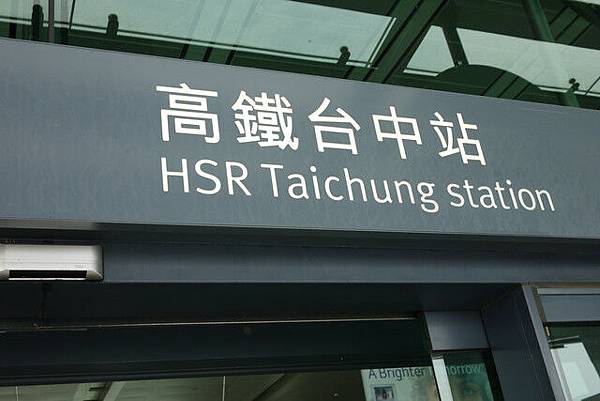 高鐵台中站
HSR Taichung station
A Brighter